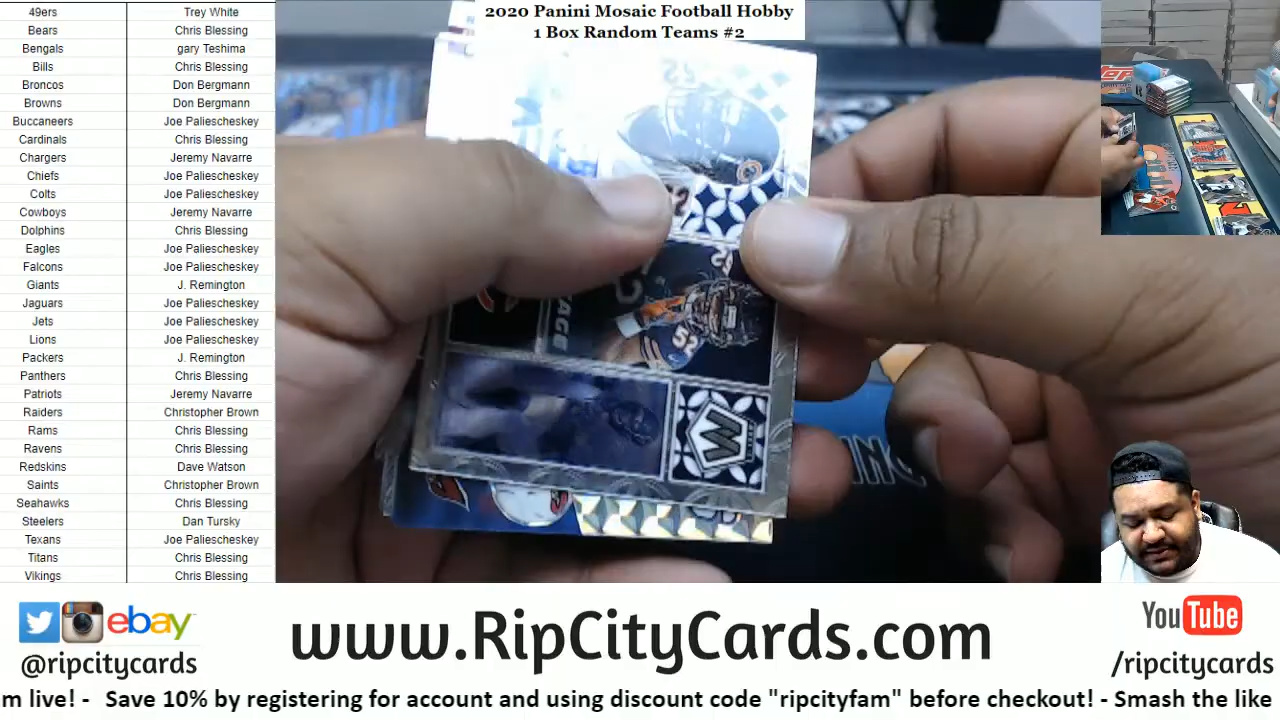 2020 Panini Mosaic Football Hobby
1 Box Random Teams #2
49ers Trey White
Bears Chris Blessing
Bengals gary Teshima
Bills Chris Blessing
Broncos Don Bergmann
Browns Don Bergmann
Buccaneers Joe Paliescheskey
Cardinals Chris Blessing
Chargers Jeremy Navarre
Chiefs Joe Paliescheskey
Colts Joe Paliescheskey
Cowboys Jeremy Navarre
Dolphins Chris Blessing
Eagles Joe Paliescheskey
Falcons Joe Paliescheskey
Giants J. Remington
Jaguars Joe Paliescheskey
Jets Joe Paliescheskey
Lions Joe Paliescheskey
Packers J. Remington
Panthers Chris Blessing
Patriots Jeremy Navarre
Raiders Christopher Brown
Rams Chris Blessing
Ravens Chris Blessing
Redskins Dave Watson
Saints Christopher Brown
Seahawks Chris Blessing
Steelers Dan Tursky
Texans Joe Paliescheskey
Titans Chris Blessing
Vikings Chris Blessing
52
ebay
@ripcitycards
www.RipCityCards.com
YouTube
/ripcitycards
m live! - Save 10% by registering for account and using discount code "ripcityfam" before checkout! - Smash the like